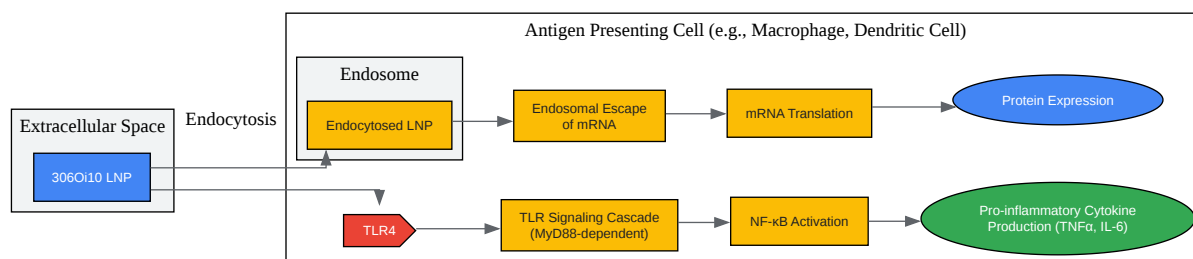 Antigen Presenting Cell (e.g., Macrophage, Dendritic Cell)
Endosome
Extracellular Space
Endocytosis
Endocytosed LNP
Endosomal Escape
of mRNA
mRNA Translation
Protein Expression
306Oi10 LNP
TLR4
TLR Signaling Cascade
(MyD88-dependent)
NF-κB Activation
Pro-inflammatory Cytokine
Production (TNFα, IL-6)